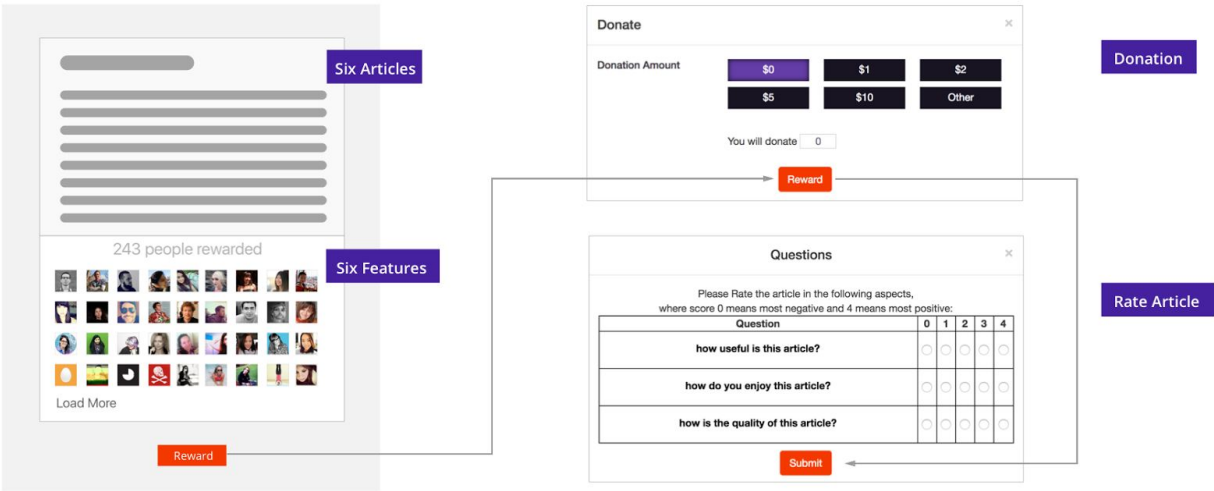 Six Articles
243 people rewarded
Six Features
Load More
Reward
Donate
×
Donation Amount
$0 $1 $2
$5 $10 Other
You will donate 0
Reward
Donation
Questions
×
Please Rate the article in the following aspects,
where score 0 means most negative and 4 means most positive:
Question 0 1 2 3 4
how useful is this article?
how do you enjoy this article?
how is the quality of this article?
Submit
Rate Article